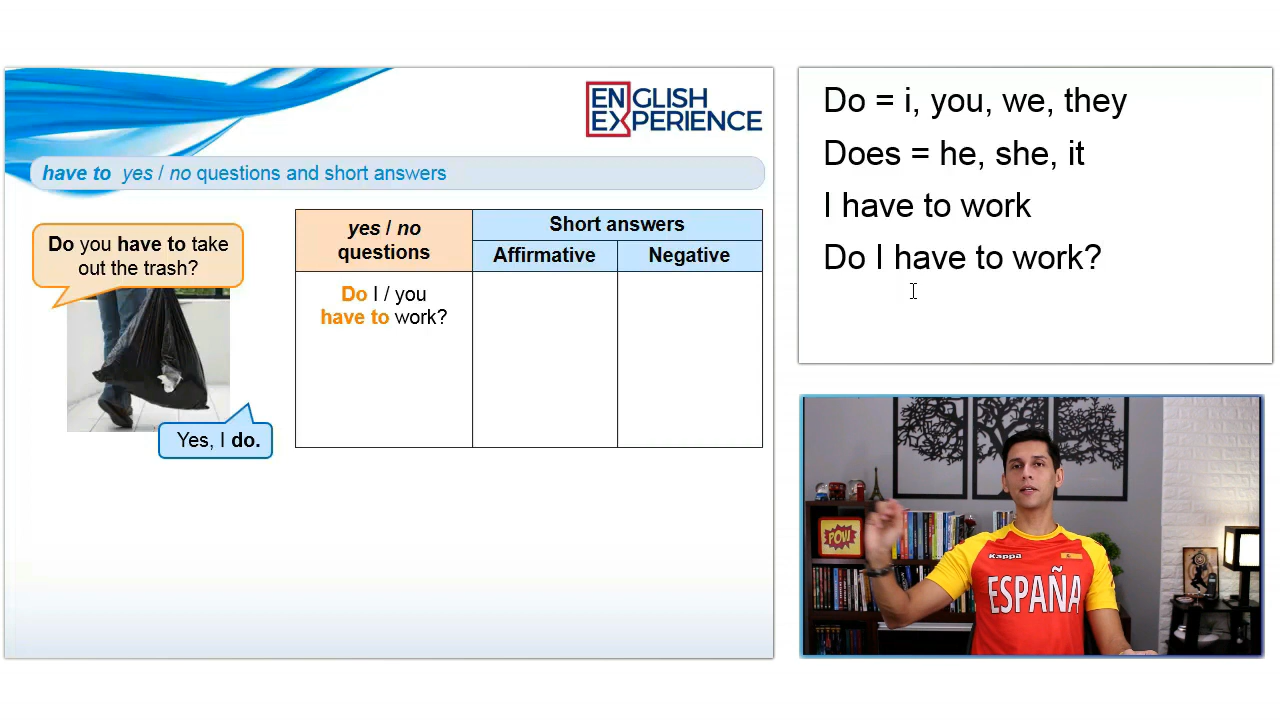 ENGLISH
EXPERIENCE
have to yes / no questions and short answers
Do you have to take
out the trash?
Yes, I do.
yes / no
questions
Short answers
Affirmative
Negative
Do I / you
have to work?
Do = i, you, we, they
Does = he, she, it
I have to work
Do I have to work?
POW!
Kappa
ESPAÑA